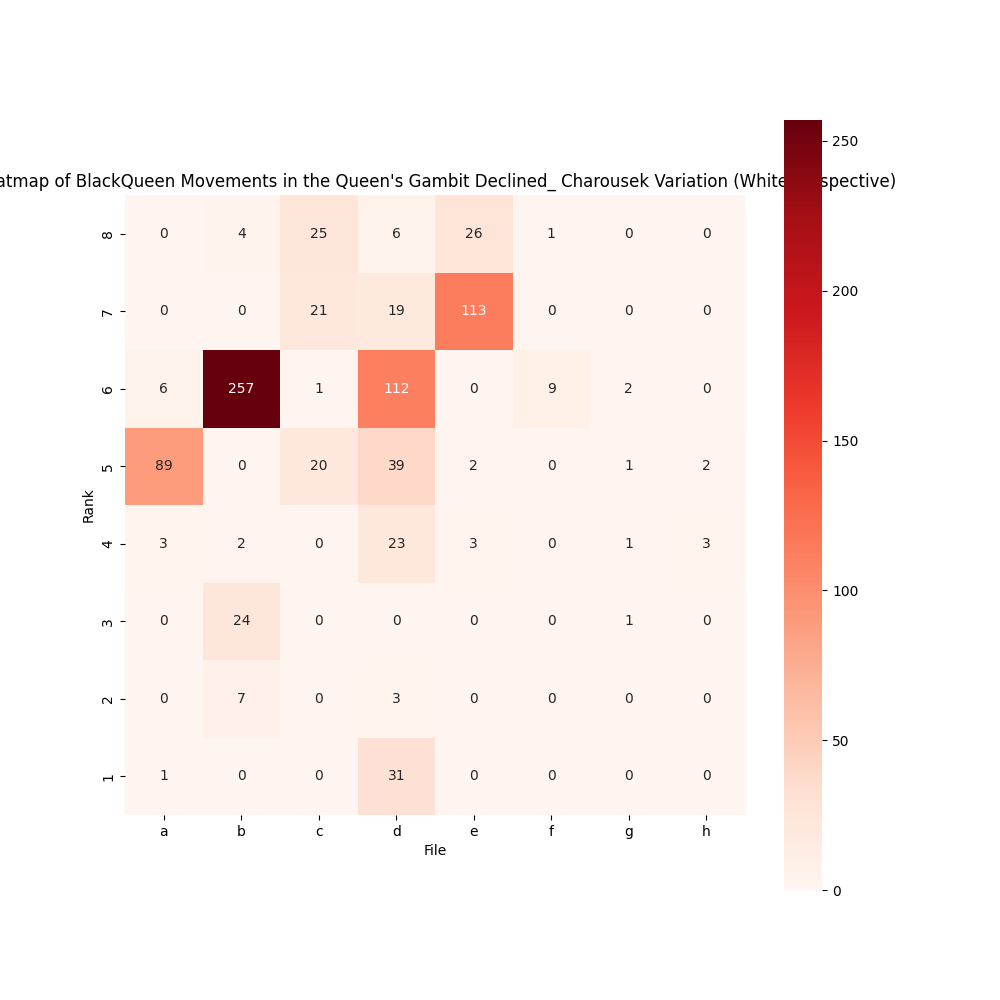 atmap of BlackQueen Movements in the Queen's Gambit Declined_ Charousek Variation (White spective)
8 0 4 25 6 26 1 0 0
7 0 0 21 19 113 0 0 0
6 6 257 1 112 0 9 2 0
5 89 0 20 39 2 0 1 2
4 3 2 0 23 3 0 1 3
3 0 24 0 0 0 0 1 0
2 0 7 0 3 0 0 0 0
1 1 0 0 31 0 0 0 0
a b c d e f g h
File
Rank
250
200
150
100
50
0